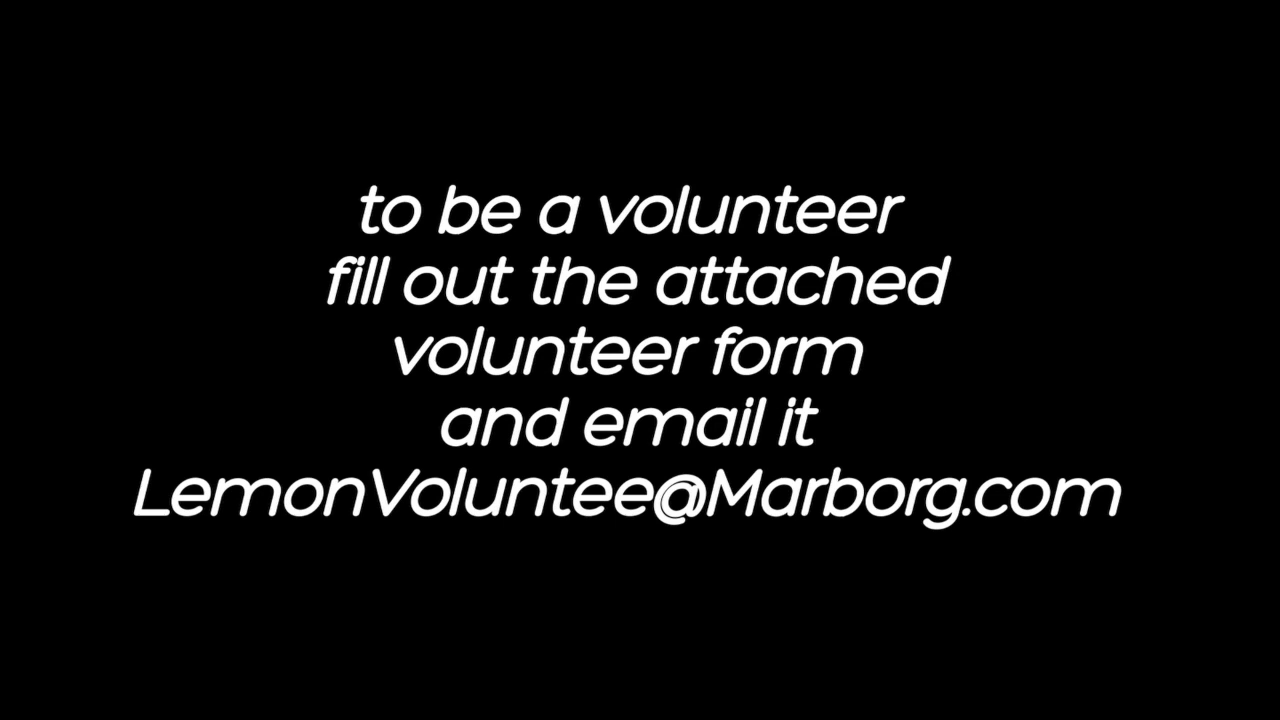 to be a volunteer
fill out the attached
volunteer form
and email it
LemonVoluntee@Marborg.com